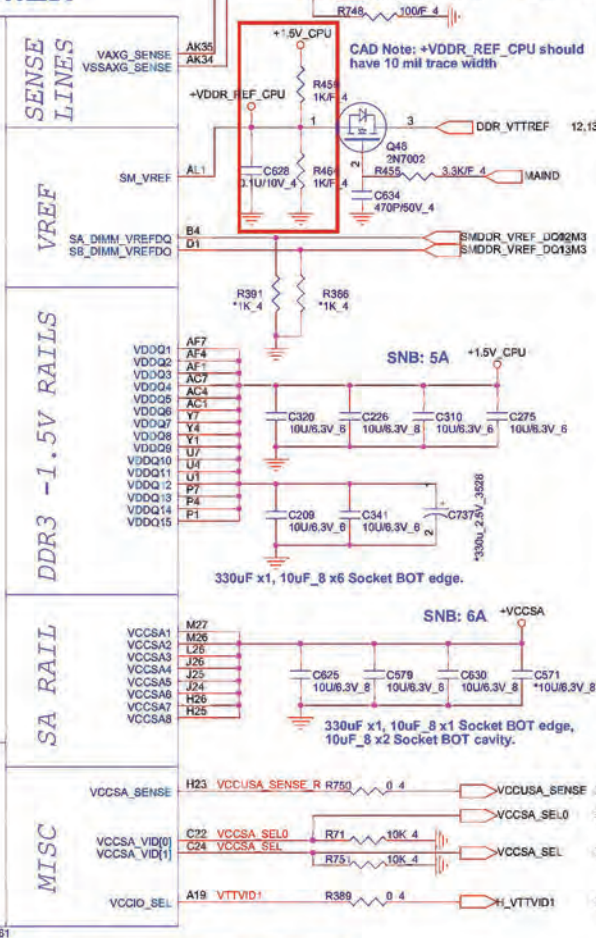 R748 100/F_4
+1.5V_CPU
CAD Note: +VDDR_REF_CPU should
have 10 mil trace width
SENSE
LINES
VAXG_SENSE AK35
VSSAXG_SENSE AK34
+VDDR_REF_CPU
1K/F_4
1 3 DDR_VTTREF 12,13
Q48
2N7002
2
R455 3.3K/F_4 MAIND
VREF
SM_VREF AL1
C628
0.1U/10V_4
1K/F_4
C634
470P/50V_4
SA_DIMM_VREFDQ B4
SB_DIMM_VREFDQ D1
R391
*1K_4
*1K_4
DDR3 -1.5V RAILS
SNB: 5A
+1.5V_CPU
VDDQ1 AF7
VDDQ2 AF4
VDDQ3 AF1
VDDQ4 AC7
VDDQ5 AC4
VDDQ6 AC1
VDDQ7 Y7
VDDQ8 Y4
VDDQ9 Y1
VDDQ10 U7
VDDQ11 U4
VDDQ12 U1
VDDQ13 P7
VDDQ14 P4
VDDQ15 P1
C320
10U/6.3V_6
C226
10U/6.3V_8
C310
10U/6.3V_6
C275
10U/6.3V_6
C209
10U/6.3V_6
C341
10U/6.3V_6
C737
*330u_2.5V_3528
2
330uF x1, 10uF_8 x6 Socket BOT edge.
SA RAIL
SNB: 6A
+VCCSA
VCCSA1 M27
VCCSA2 M26
VCCSA3 L26
VCCSA4 J26
VCCSA5 J25
VCCSA6 J24
VCCSA7 H26
VCCSA8 H25
C625
10U/6.3V_8
C579
10U/6.3V_8
C630
10U/6.3V_8
C571
*10U/6.3V_8
330uF x1, 10uF_8 x1 Socket BOT edge,
10uF_8 x2 Socket BOT cavity.
MISC
VCCSA_SENSE H23 VCCUSA_SENSE_R R750 0_4 VCCUSA_SENSE
VCCSA_SEL0
VCCSA_VID[0] C22 VCCSA_SEL0 R71 10K_4
VCCSA_VID[1] C24 VCCSA_SEL VCCSA_SEL
R751 10K_4
VCCIO_SEL A19 VTTVID1 R389 0_4 H_VTTVID1
61